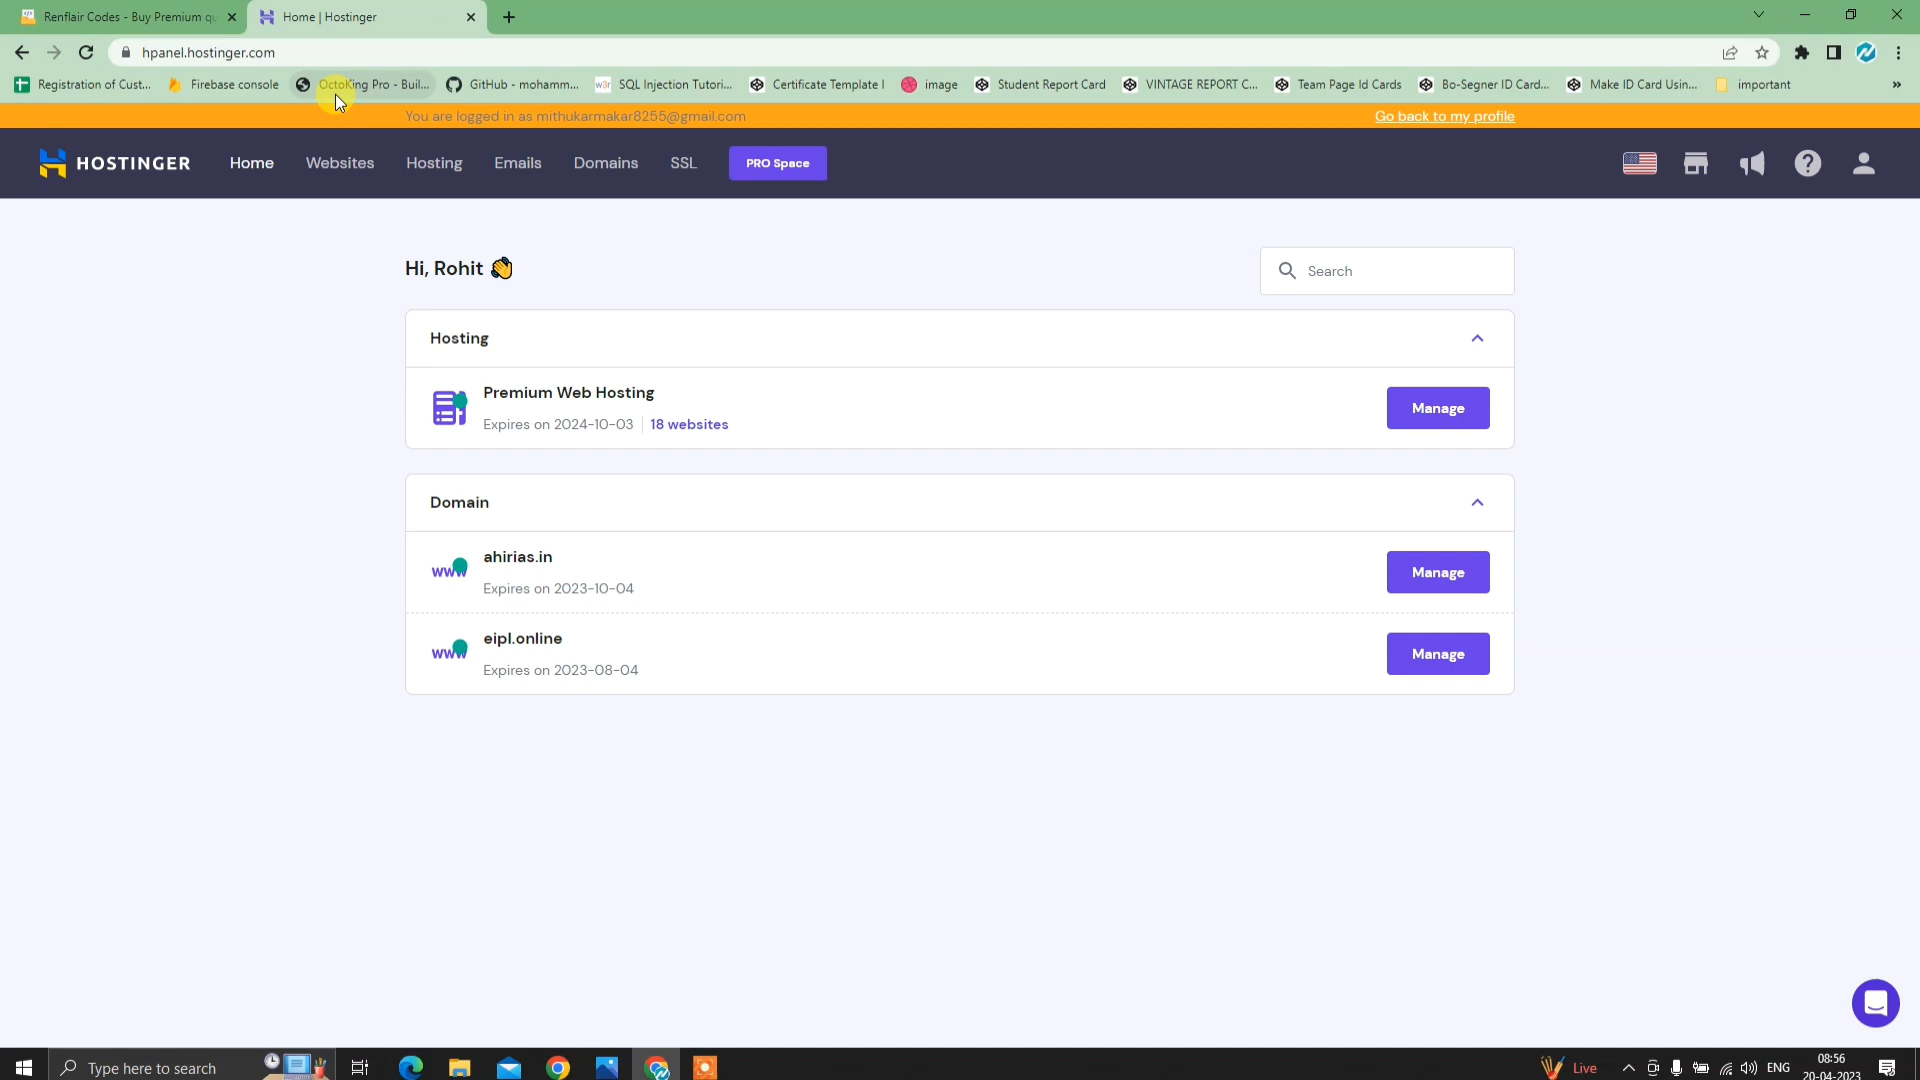 Renflair Codes - Buy Premium qu
Home | Hostinger
hpanel.hostinger.com
Registration of Cust...
Firebase console
OctoKing Pro - Buil...
GitHub - mohamm...
SQL Injection Tutori...
Certificate Template I
image
Student Report Card
VINTAGE REPORT C...
Team Page Id Cards
Bo-Segner ID Card...
Make ID Card Usin...
important
»
You are logged in as mithukarmakar8255@gmail.com
Go back to my profile
HOSTINGER
Home
Websites
Hosting
Emails
Domains
SSL
PRO Space
Hi, Rohit 👋
Search
Hosting
Premium Web Hosting
Expires on 2024-10-03
18 websites
Manage
Domain
www
ahirias.in
Expires on 2023-10-04
Manage
www
eipl.online
Expires on 2023-08-04
Manage
Type here to search
Live
ENG
08:56
20-04-2023